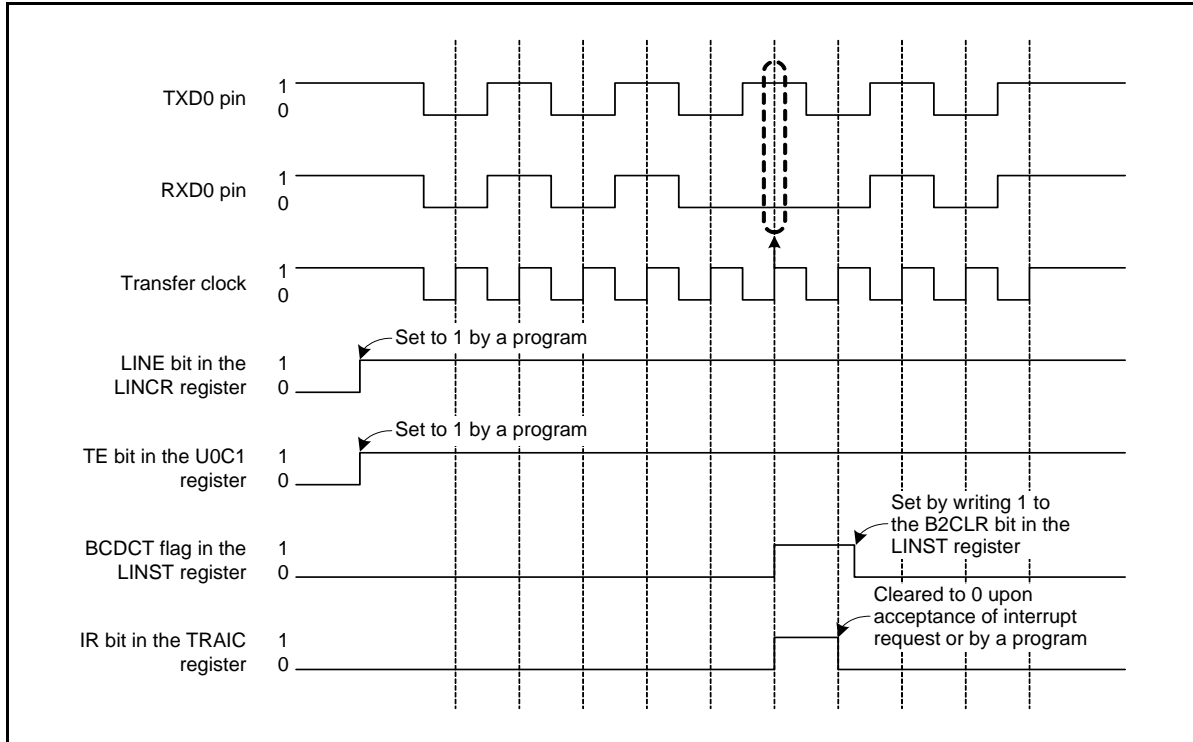 TXD0 pin
1
0
RXD0 pin
1
0
Transfer clock
1
0
Set to 1 by a program
LINE bit in the
LINCR register
1
0
Set to 1 by a program
TE bit in the U0C1
register
1
0
Set by writing 1 to
the B2CLR bit in the
LINST register
BCDCT flag in the
LINST register
1
0
Cleared to 0 upon
acceptance of interrupt
request or by a program
IR bit in the TRAIC
register
1
0